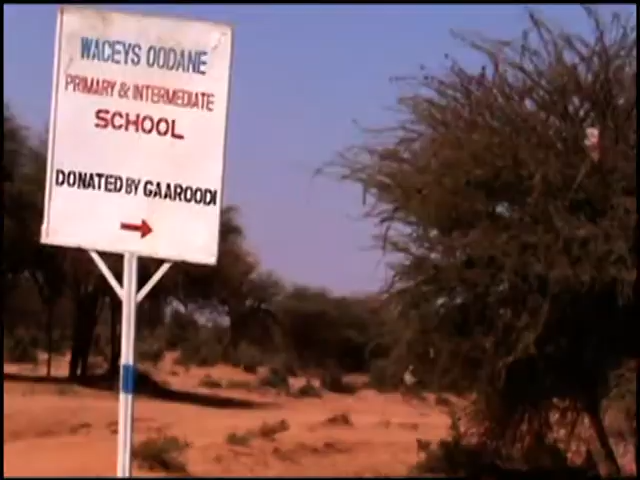 WACEYS OODANE
PRIMARY & INTERMEDIATE
SCHOOL
DONATED BY GAAROODI